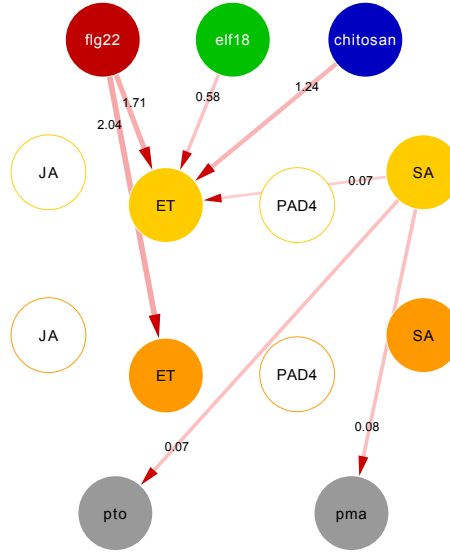 flg22 elf18 chitosan
1.71 0.58 1.24
2.04
JA ET PAD4 0.07 SA
JA ET PAD4 SA
0.07 0.08
pto pma